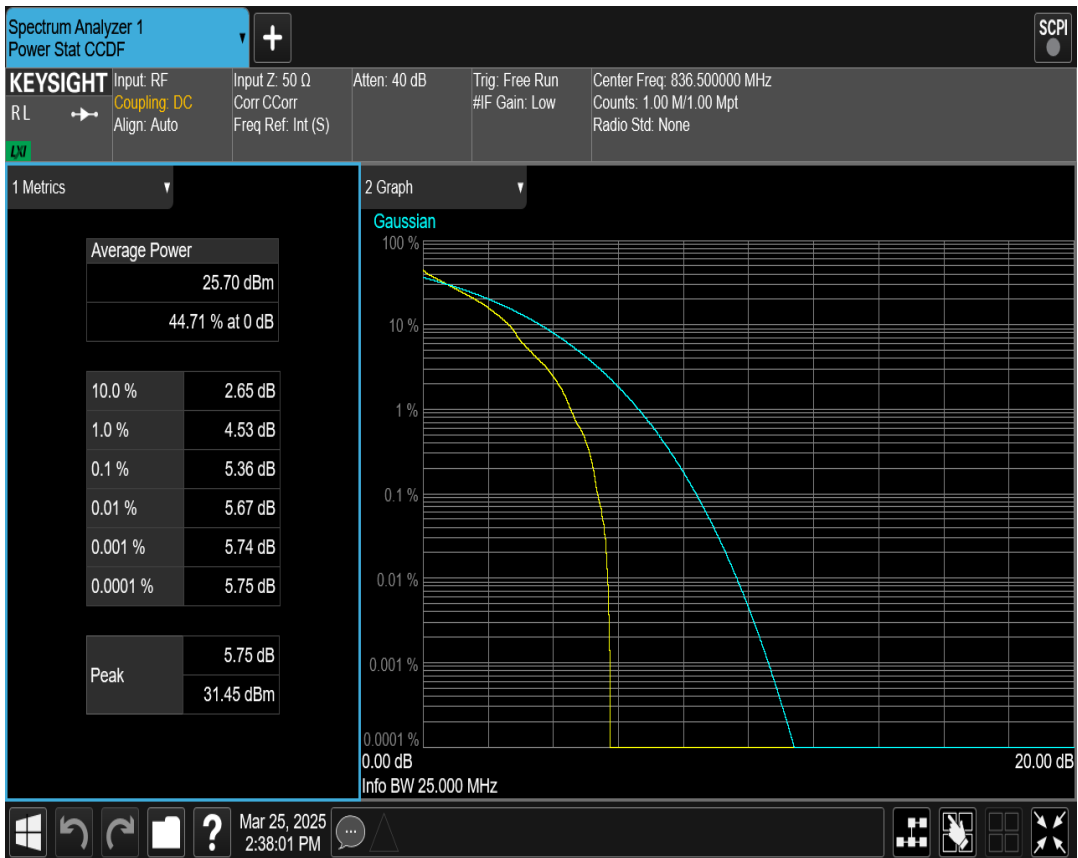 Spectrum Analyzer 1
Power Stat CCDF
+
SCPI
KEYSIGHT
RL
LXI
Input: RF
Coupling: DC
Align: Auto
Input Z: 50 Ω
Corr CCorr
Freq Ref: Int (S)
Atten: 40 dB
Trig: Free Run
#IF Gain: Low
Center Freq: 836.500000 MHz
Counts: 1.00 M/1.00 Mpt
Radio Std: None
1 Metrics
Average Power
25.70 dBm
44.71 % at 0 dB
10.0 % 2.65 dB
1.0 % 4.53 dB
0.1 % 5.36 dB
0.01 % 5.67 dB
0.001 % 5.74 dB
0.0001 % 5.75 dB
Peak 5.75 dB
31.45 dBm
2 Graph
Gaussian
100 %
10 %
1 %
0.1 %
0.01 %
0.001 %
0.0001 %
0.00 dB 20.00 dB
Info BW 25.000 MHz
?
Mar 25, 2025
2:38:01 PM